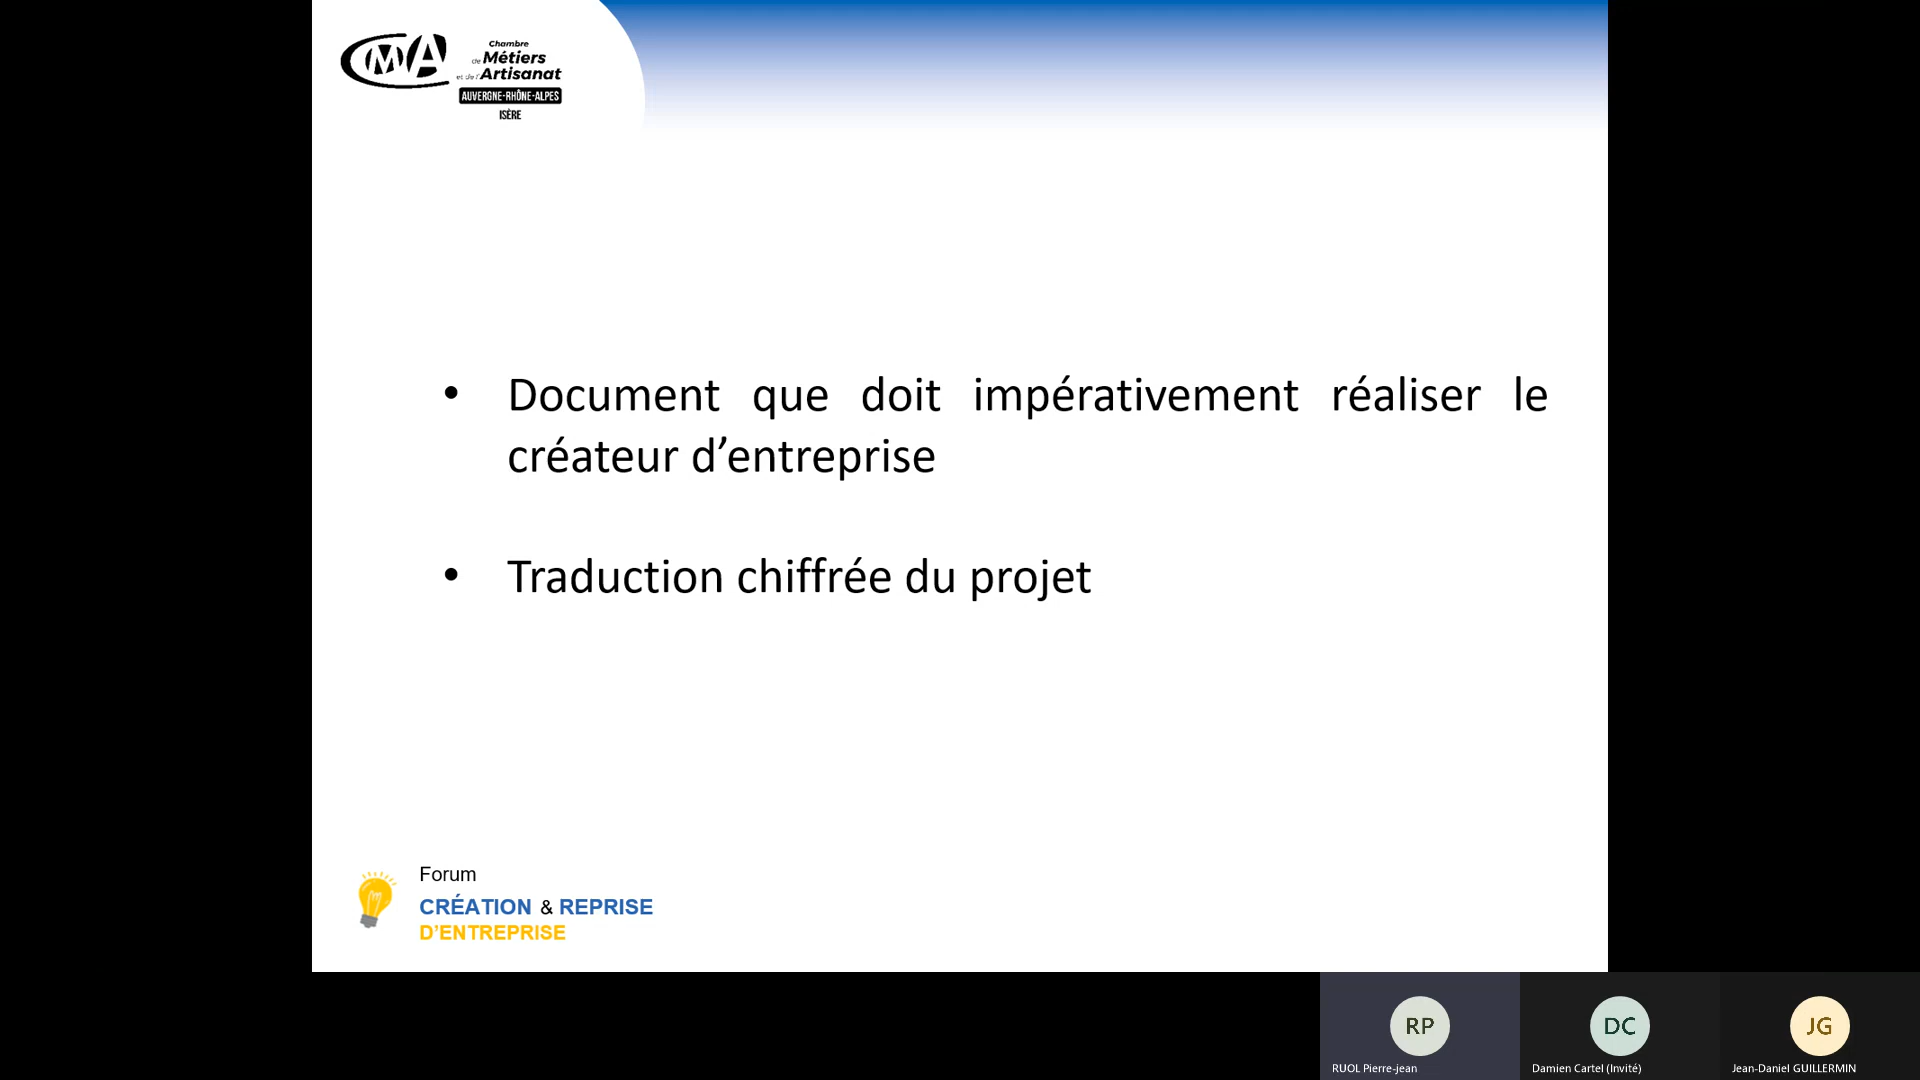 CMA
Chambre
de Métiers
et de l'Artisanat
AUVERGNE-RHÔNE-ALPES
ISÈRE
• Document que doit impérativement réaliser le
créateur d’entreprise
• Traduction chiffrée du projet
Forum
CRÉATION & REPRISE
D’ENTREPRISE
RP
DC
JG
RUOL Pierre-jean
Damien Cartel (Invité)
Jean-Daniel GUILLERMIN